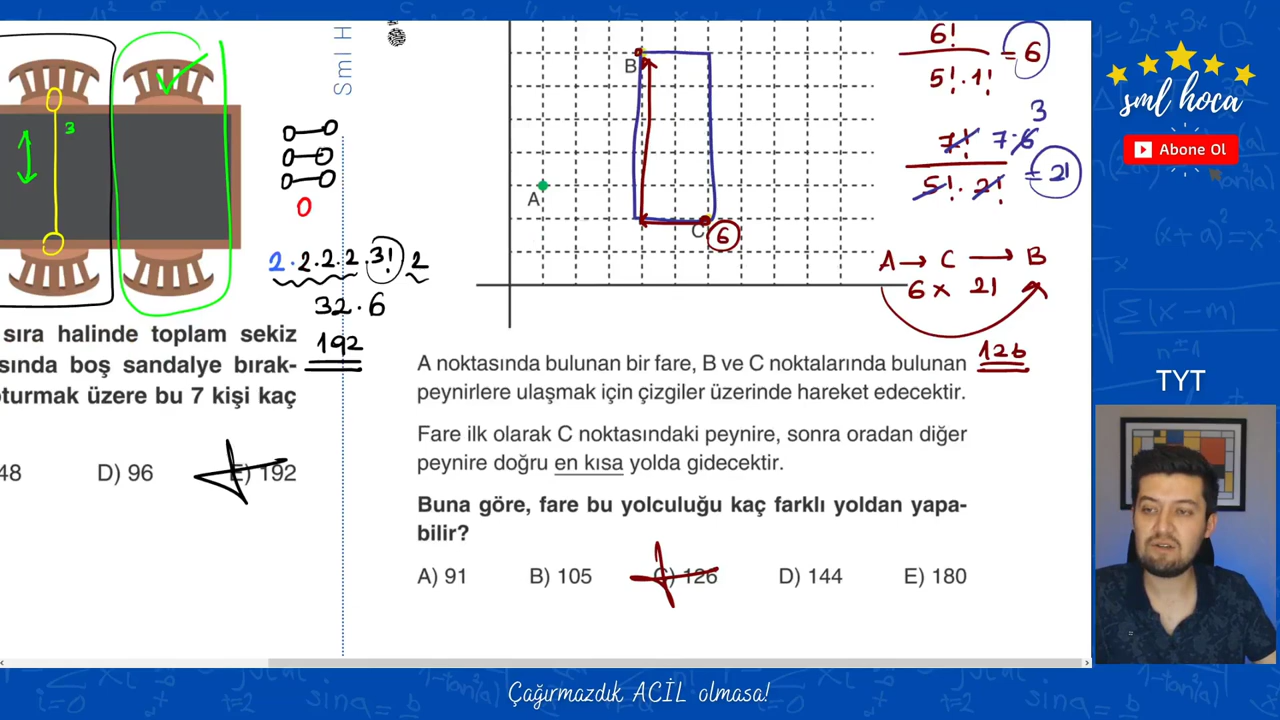 Sml H
3
2.2.2.2.3! 2
32.6
192
0
sıra halinde toplam sekiz
sında boş sandalye bırak-
oturmak üzere bu 7 kişi kaç
48
D) 96
E) 192
B
A
C
6
6!
5!.1!
= 6
3
7! 7.6
5!.2!
= 21
A → C → B
6 x 21
126
A noktasında bulunan bir fare, B ve C noktalarında bulunan
peynirlere ulaşmak için çizgiler üzerinde hareket edecektir.
Fare ilk olarak C noktasındaki peynire, sonra oradan diğer
peynire doğru en kısa yolda gidecektir.
Buna göre, fare bu yolculuğu kaç farklı yoldan yapa-
bilir?
A) 91 B) 105 C) 126 D) 144 E) 180
sml hoca
Abone Ol
TYT
Çağırmazdık ACİL olmasa!